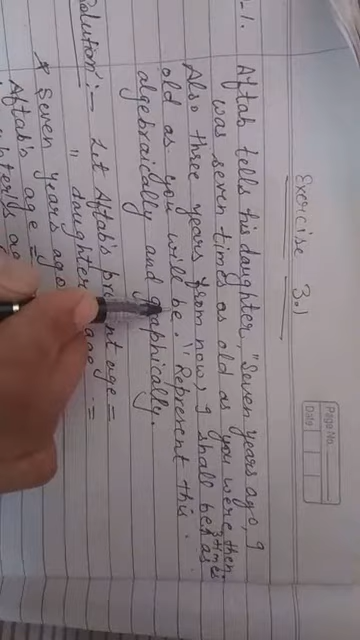 Page No.
Date
Exercise 3.1
1. Aftab tells his daughter, "Seven years ago, I
was seven times as old as you were then.
Also three years from now, I shall be 3 times as
old as you will be." Represent this
algebraically and graphically.
Solution:- Let Aftab's present age =
" daughter age =
* Seven years ago
Aftab's age =